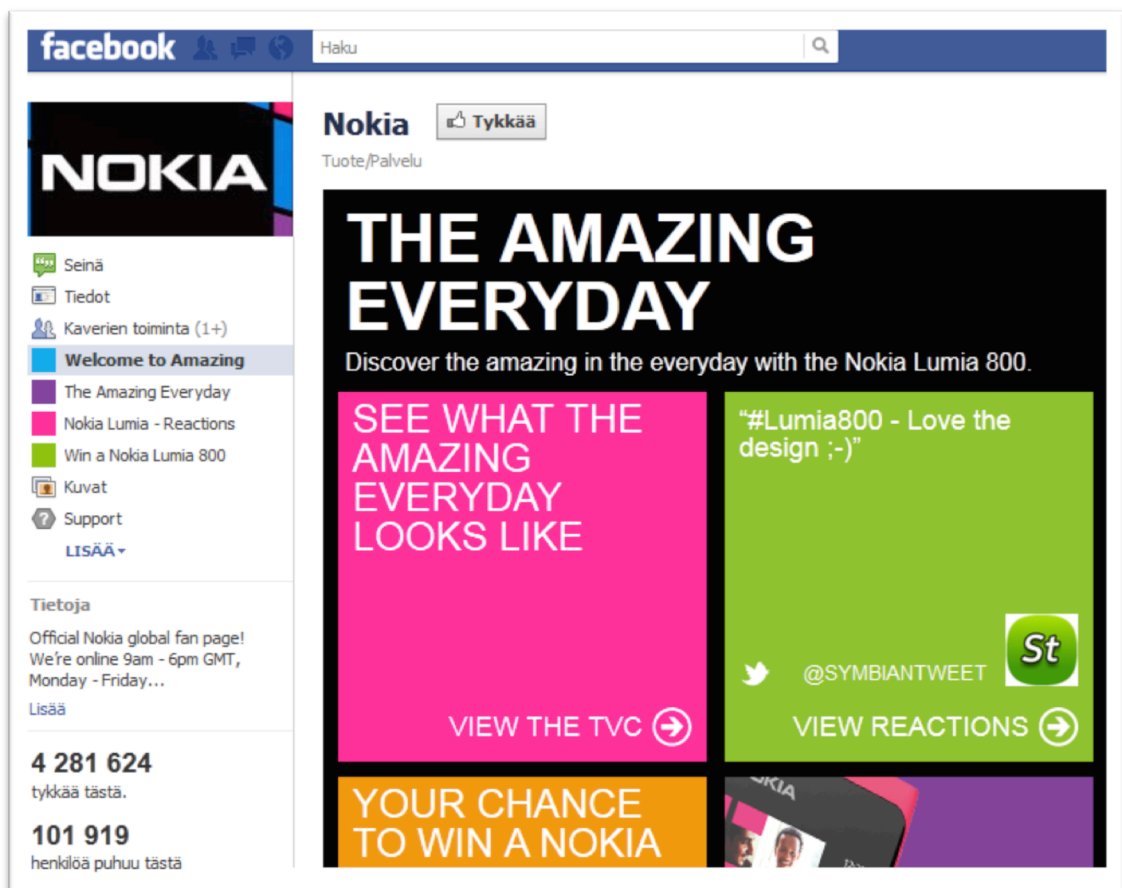 facebook
Haku
NOKIA
Seinä
Tiedot
Kaverien toiminta (1+)
Welcome to Amazing
The Amazing Everyday
Nokia Lumia - Reactions
Win a Nokia Lumia 800
Kuvat
Support
LISÄÄ
Tietoja
Official Nokia global fan page!
We're online 9am - 6pm GMT,
Monday - Friday...
Lisää
4 281 624
tykkää tästä.
101 919
henkilöä puhuu tästä
Nokia Tykkää
Tuote/Palvelu
THE AMAZING
EVERYDAY
Discover the amazing in the everyday with the Nokia Lumia 800.
SEE WHAT THE
AMAZING
EVERYDAY
LOOKS LIKE
VIEW THE TVC
"#Lumia800 - Love the
design ;-)"
St
@SYMBIANTWEET
VIEW REACTIONS
YOUR CHANCE
TO WIN A NOKIA
NOKIA